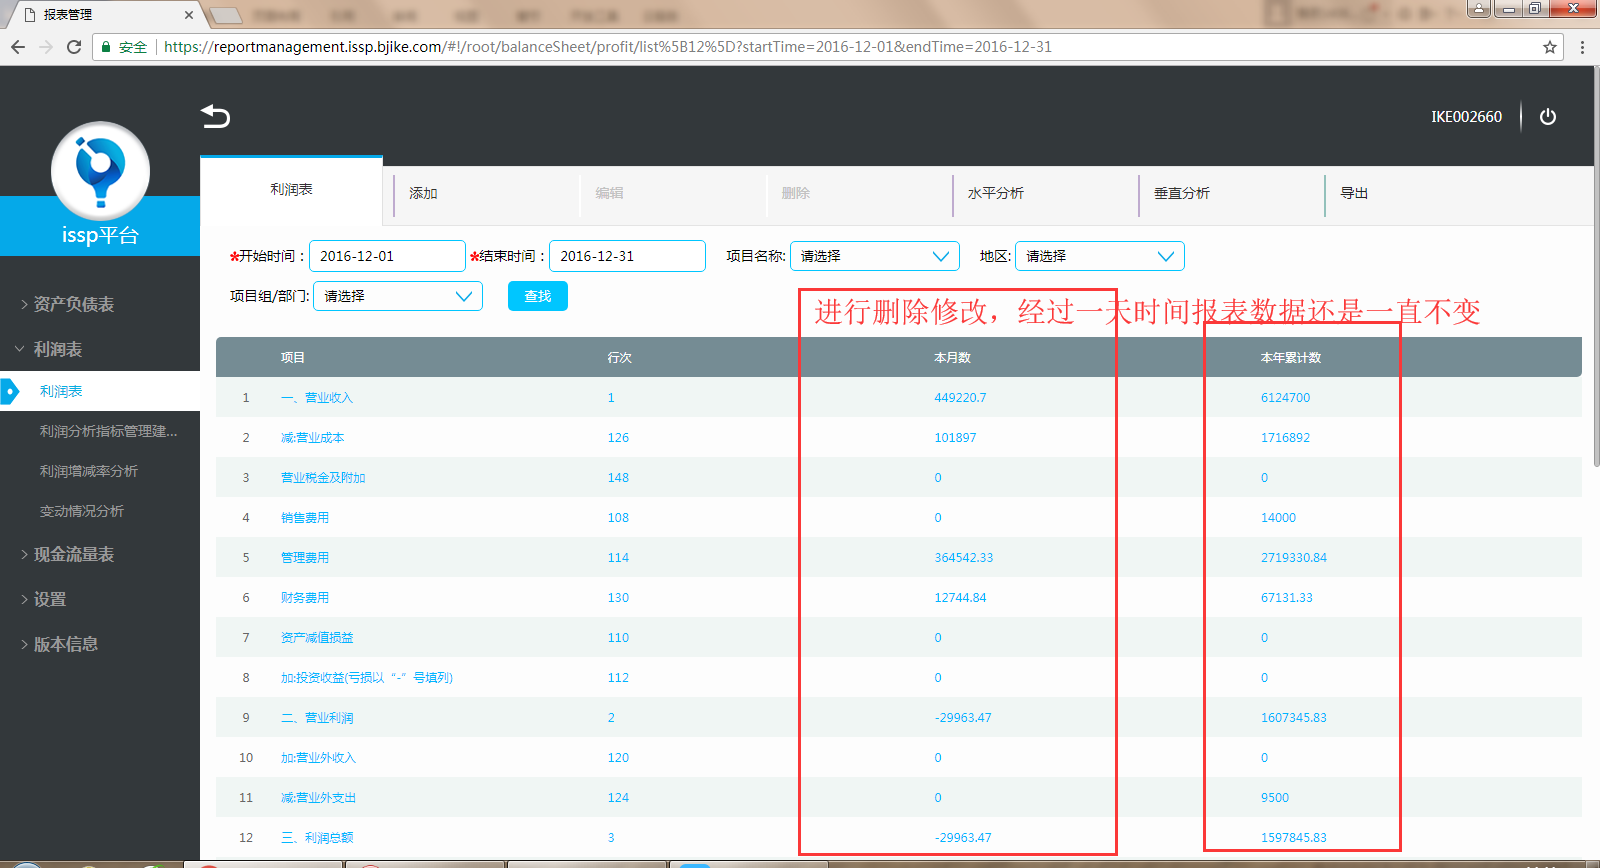 报表管理
安全 https://reportmanagement.issp.bjike.com/#!/root/balanceSheet/profit/list%5B12%5D?startTime=2016-12-01&endTime=2016-12-31
IKE002660
issp平台
资产负债表
利润表
利润表
利润分析指标管理建...
利润增减率分析
变动情况分析
现金流量表
设置
版本信息
利润表 添加 编辑 删除 水平分析 垂直分析 导出
*开始时间： 2016-12-01 *结束时间： 2016-12-31 项目名称: 请选择 地区: 请选择
项目组/部门: 请选择 查找
进行删除修改，经过一天时间报表数据还是一直不变
项目 行次 本月数 本年累计数
1 一、营业收入 1 449220.7 6124700
2 减:营业成本 126 101897 1716892
3 营业税金及附加 148 0 0
4 销售费用 108 0 14000
5 管理费用 114 364542.33 2719330.84
6 财务费用 130 12744.84 67131.33
7 资产减值损益 110 0 0
8 加:投资收益(亏损以“-”号填列) 112 0 0
9 二、营业利润 2 -29963.47 1607345.83
10 加:营业外收入 120 0 0
11 减:营业外支出 124 0 9500
12 三、利润总额 3 -29963.47 1597845.83